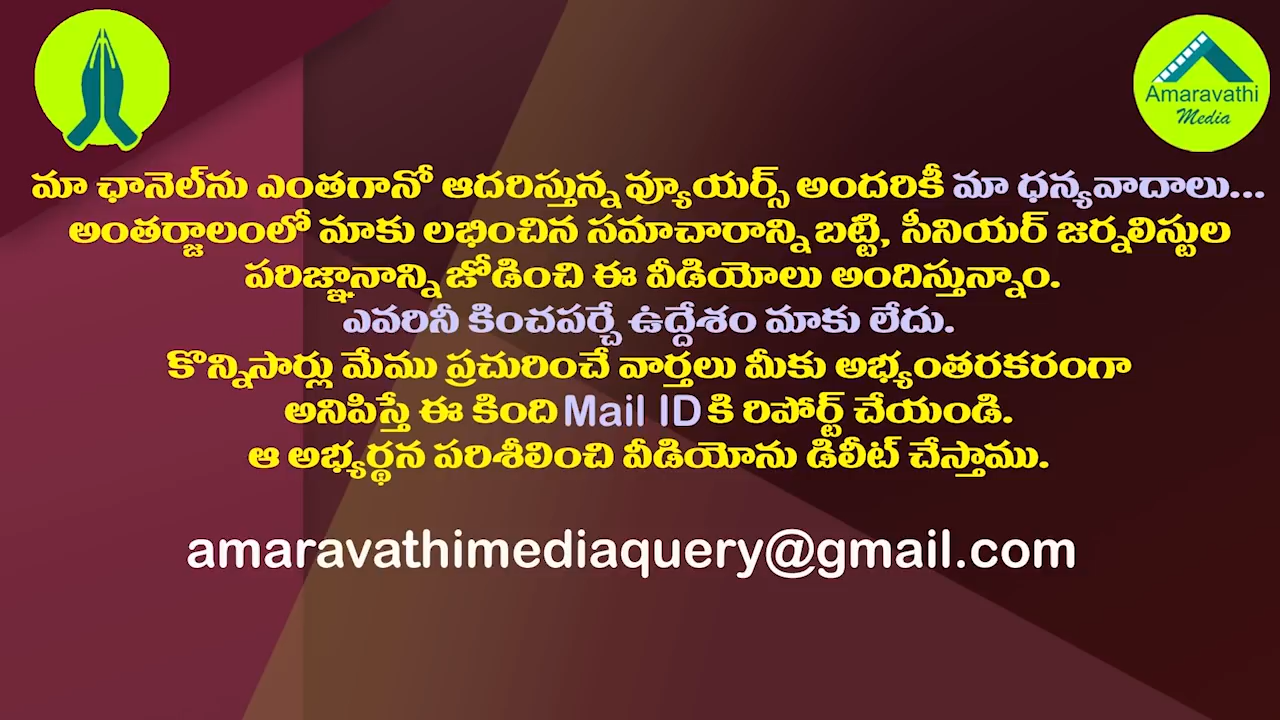 Amaravathi
Media
మా ఛానెల్‌ను ఎంతగానో ఆదరిస్తున్న వ్యూయర్స్ అందరికీ మా ధన్యవాదాలు...
అంతర్జాలంలో మాకు లభించిన సమాచారాన్ని బట్టి, సీనియర్ జర్నలిస్టుల
పరిజ్ఞానాన్ని జోడించి ఈ వీడియోలు అందిస్తున్నాం.
ఎవరినీ కించపర్చే ఉద్దేశం మాకు లేదు.
కొన్నిసార్లు మేము ప్రచురించే వార్తలు మీకు అభ్యంతరకరంగా
అనిపిస్తే ఈ కింది Mail ID కి రిపోర్ట్ చేయండి.
ఆ అభ్యర్థన పరిశీలించి వీడియోను డిలీట్ చేస్తాము.
amaravathimediaquery@gmail.com